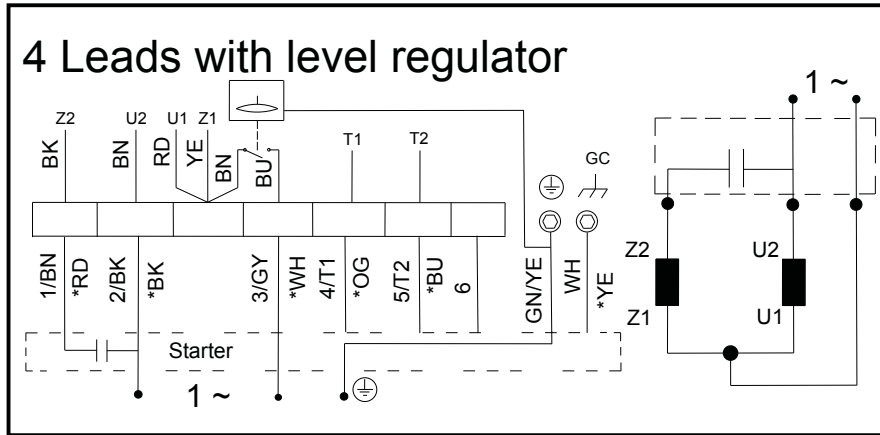 4 Leads with level regulator
1 ~
Z2 U2 U1 Z1
T1 T2
GC
BK BN RD YE BN BU
Z2 U2
Z1 U1
1/BN *RD 2/BK *BK 3/GY *WH 4/T1 *OG 5/T2 *BU 6 GN/YE WH *YE
Starter
1 ~